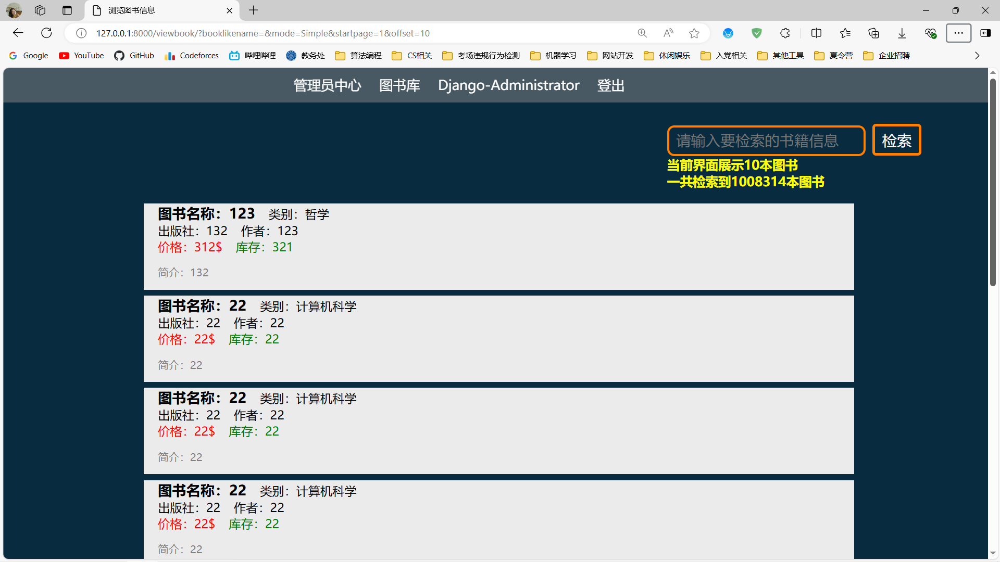 浏览图书信息
127.0.0.1:8000/viewbook/?booklikename=&mode=Simple&startpage=1&offset=10
Google YouTube GitHub Codeforces 哔哩哔哩 教务处 算法编程 CS相关 考场违规行为检测 机器学习 网站开发 休闲娱乐 入党相关 其他工具 夏令营 企业招聘
管理员中心 图书库 Django-Administrator 登出
请输入要检索的书籍信息 检索
当前界面展示10本图书
一共检索到1008314本图书
图书名称：123 类别：哲学
出版社：132 作者：123
价格：312$ 库存：321
简介：132
图书名称：22 类别：计算机科学
出版社：22 作者：22
价格：22$ 库存：22
简介：22
图书名称：22 类别：计算机科学
出版社：22 作者：22
价格：22$ 库存：22
简介：22
图书名称：22 类别：计算机科学
出版社：22 作者：22
价格：22$ 库存：22
简介：22